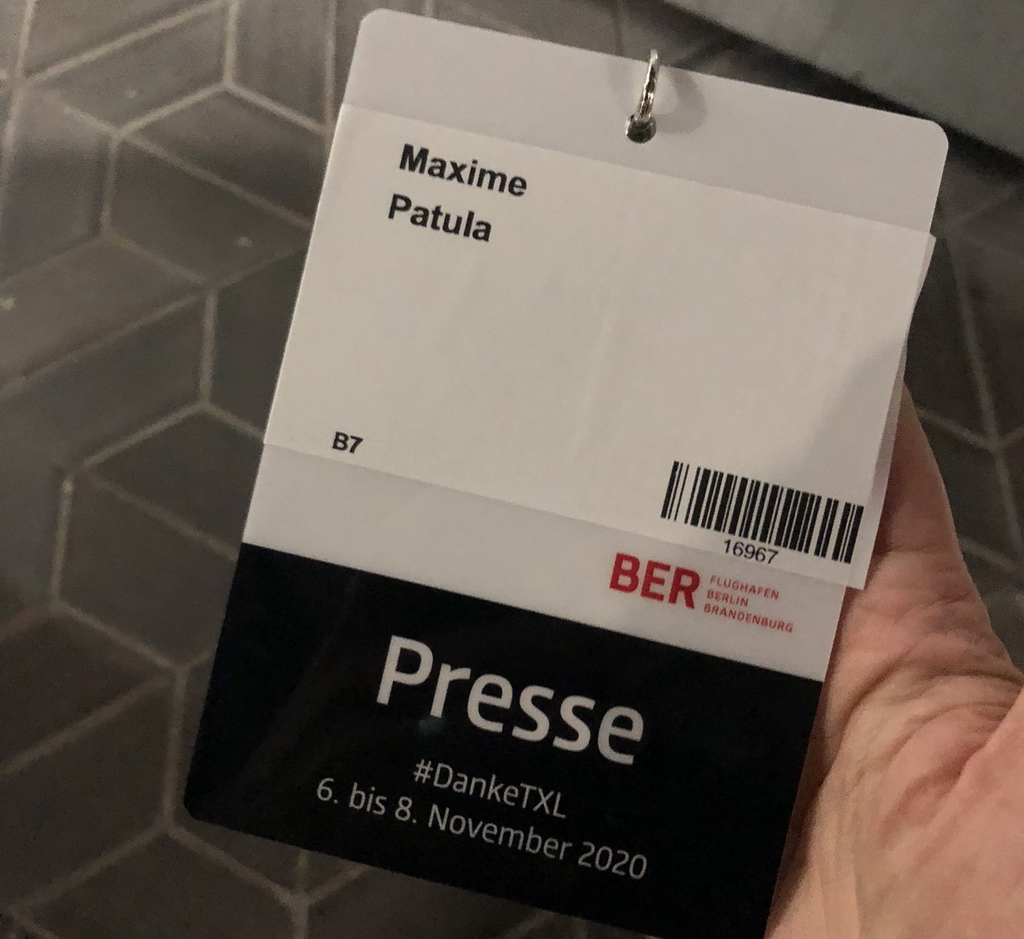 Maxime
Patula
B7
16967
BER
FLUGHAFEN
BERLIN
BRANDENBURG
Presse
#DankeTXL
6. bis 8. November 2020